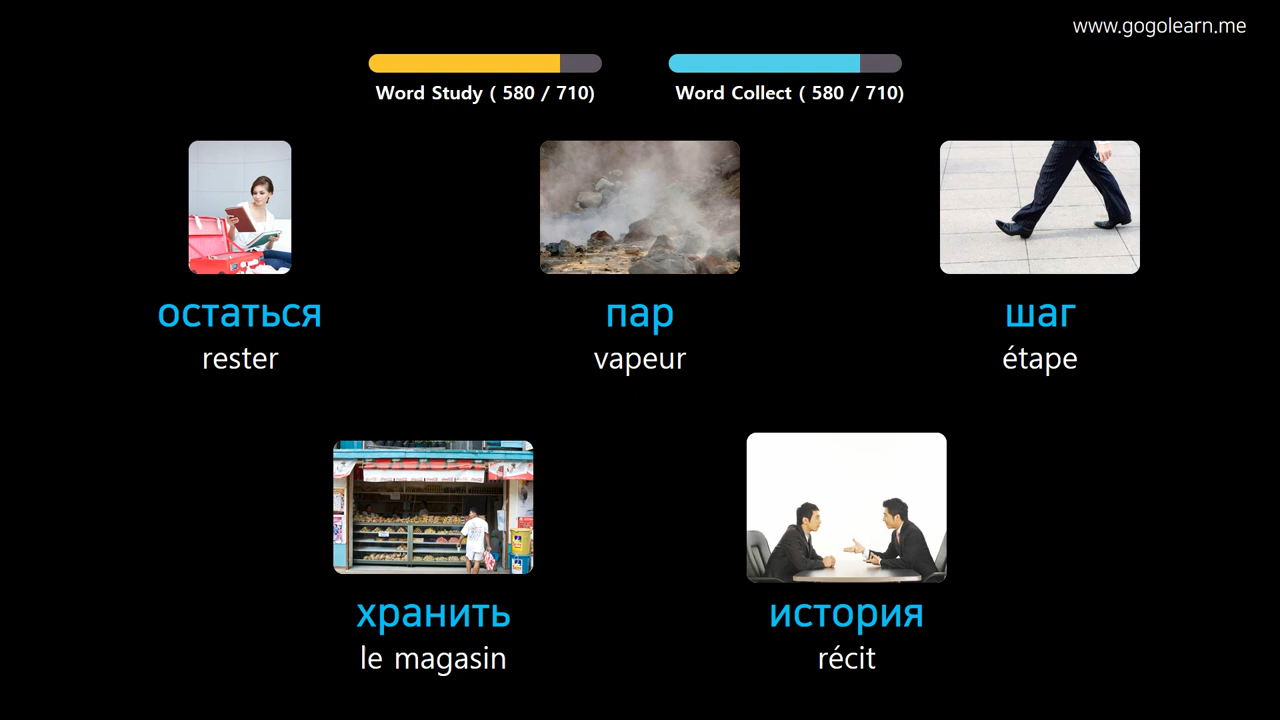 www.gogolearn.me
Word Study ( 580 / 710)
Word Collect ( 580 / 710)
остаться
rester
пар
vapeur
шаг
étape
хранить
le magasin
история
récit